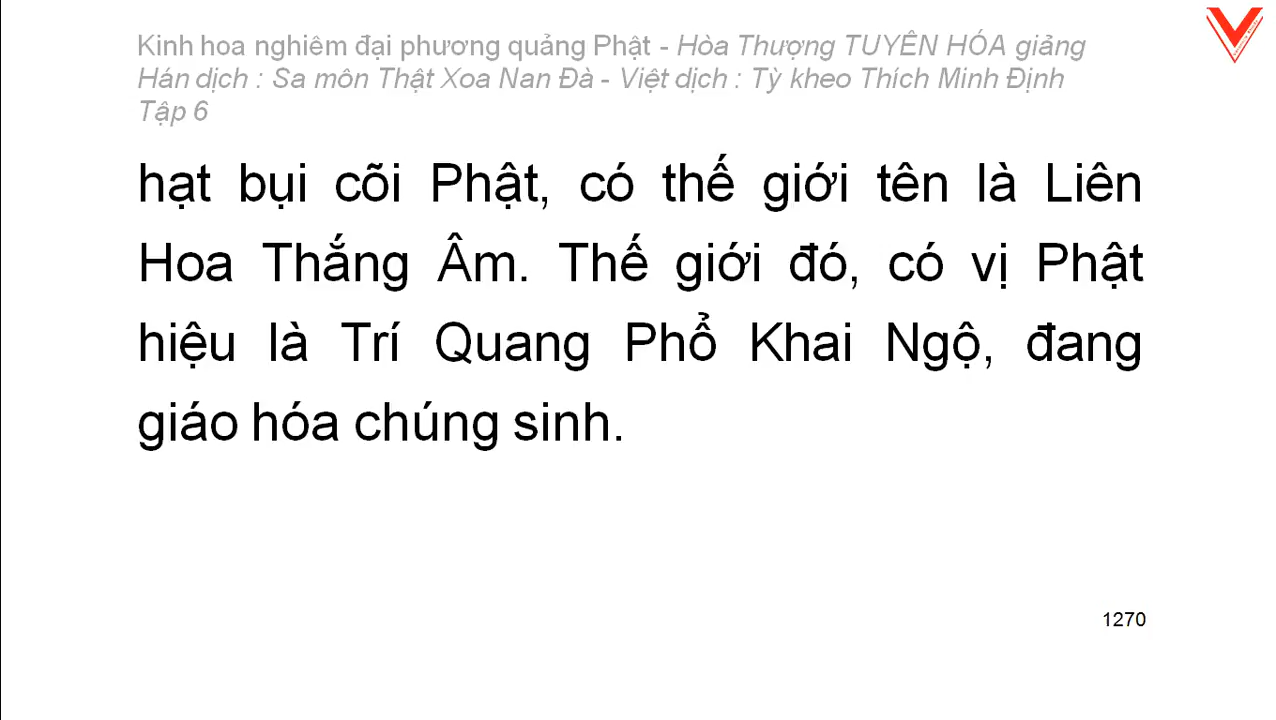 Kinh hoa nghiêm đại phương quảng Phật - Hòa Thượng TUYÊN HÓA giảng
Hán dịch : Sa môn Thật Xoa Nan Đà - Việt dịch : Tỳ kheo Thích Minh Định
Tập 6
hạt bụi cõi Phật, có thế giới tên là Liên
Hoa Thắng Âm. Thế giới đó, có vị Phật
hiệu là Trí Quang Phổ Khai Ngộ, đang
giáo hóa chúng sinh.
1270